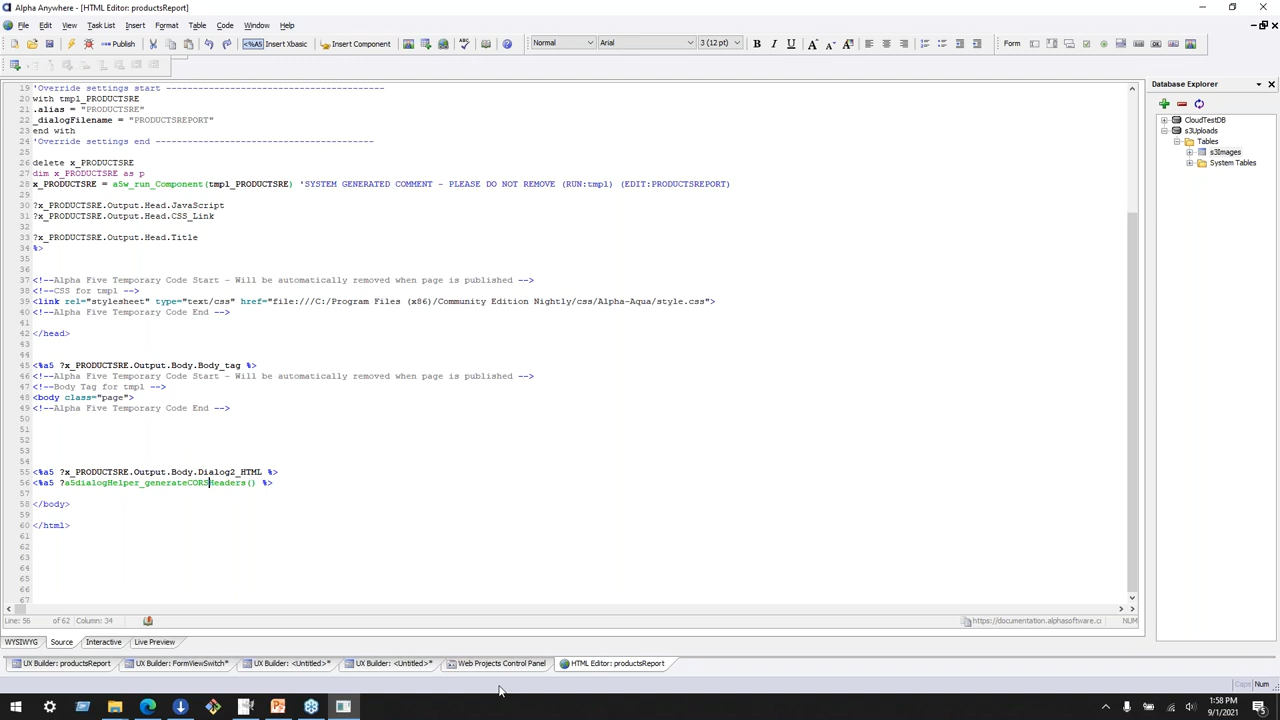 Alpha Anywhere - [HTML Editor: productsReport]
File Edit View Task List Insert Format Table Code Window Help
Publish <%A5 Insert Xbasic Insert Component Normal Arial 3 (12 pt) B I U A A A Form
Database Explorer
CloudTestDB
s3Uploads
Tables
s3Images
System Tables
19 'Override settings start -----------------------------------------
20 with tmpl_PRODUCTSRE
21 .alias = "PRODUCTSRE"
22 _dialogFilename = "PRODUCTSREPORT"
23 end with
24 'Override settings end -----------------------------------------
25
26 delete x_PRODUCTSRE
27 dim x_PRODUCTSRE as p
28 x_PRODUCTSRE = a5w_run_Component(tmpl_PRODUCTSRE) 'SYSTEM GENERATED COMMENT - PLEASE DO NOT REMOVE (RUN:tmpl) (EDIT:PRODUCTSREPORT)
29
30 ?x_PRODUCTSRE.Output.Head.JavaScript
31 ?x_PRODUCTSRE.Output.Head.CSS_Link
32
33 ?x_PRODUCTSRE.Output.Head.Title
34 %>
35
36
37 <!--Alpha Five Temporary Code Start - Will be automatically removed when page is published -->
38 <!--CSS for tmpl -->
39 <link rel="stylesheet" type="text/css" href="file:///C:/Program Files (x86)/Community Edition Nightly/css/Alpha-Aqua/style.css">
40 <!--Alpha Five Temporary Code End -->
41
42 </head>
43
44
45 <%a5 ?x_PRODUCTSRE.Output.Body.Body_tag %>
46 <!--Alpha Five Temporary Code Start - Will be automatically removed when page is published -->
47 <!--Body Tag for tmpl -->
48 <body class="page">
49 <!--Alpha Five Temporary Code End -->
50
51
52
53
54
55 <%a5 ?x_PRODUCTSRE.Output.Body.Dialog2_HTML %>
56 <%a5 ?a5dialogHelper_generateCORSHeaders() %>
57
58 </body>
59
60 </html>
61
62
63
64
65
66
67
Line: 56 of 62 Column: 34 https://documentation.alphasoftware.c NUM
WYSIWYG Source Interactive Live Preview
UX Builder: productsReport UX Builder: FormViewSwitch* UX Builder: <Untitled>* UX Builder: <Untitled>* Web Projects Control Panel HTML Editor: productsReport
Caps Num
1:58 PM
9/1/2021
5